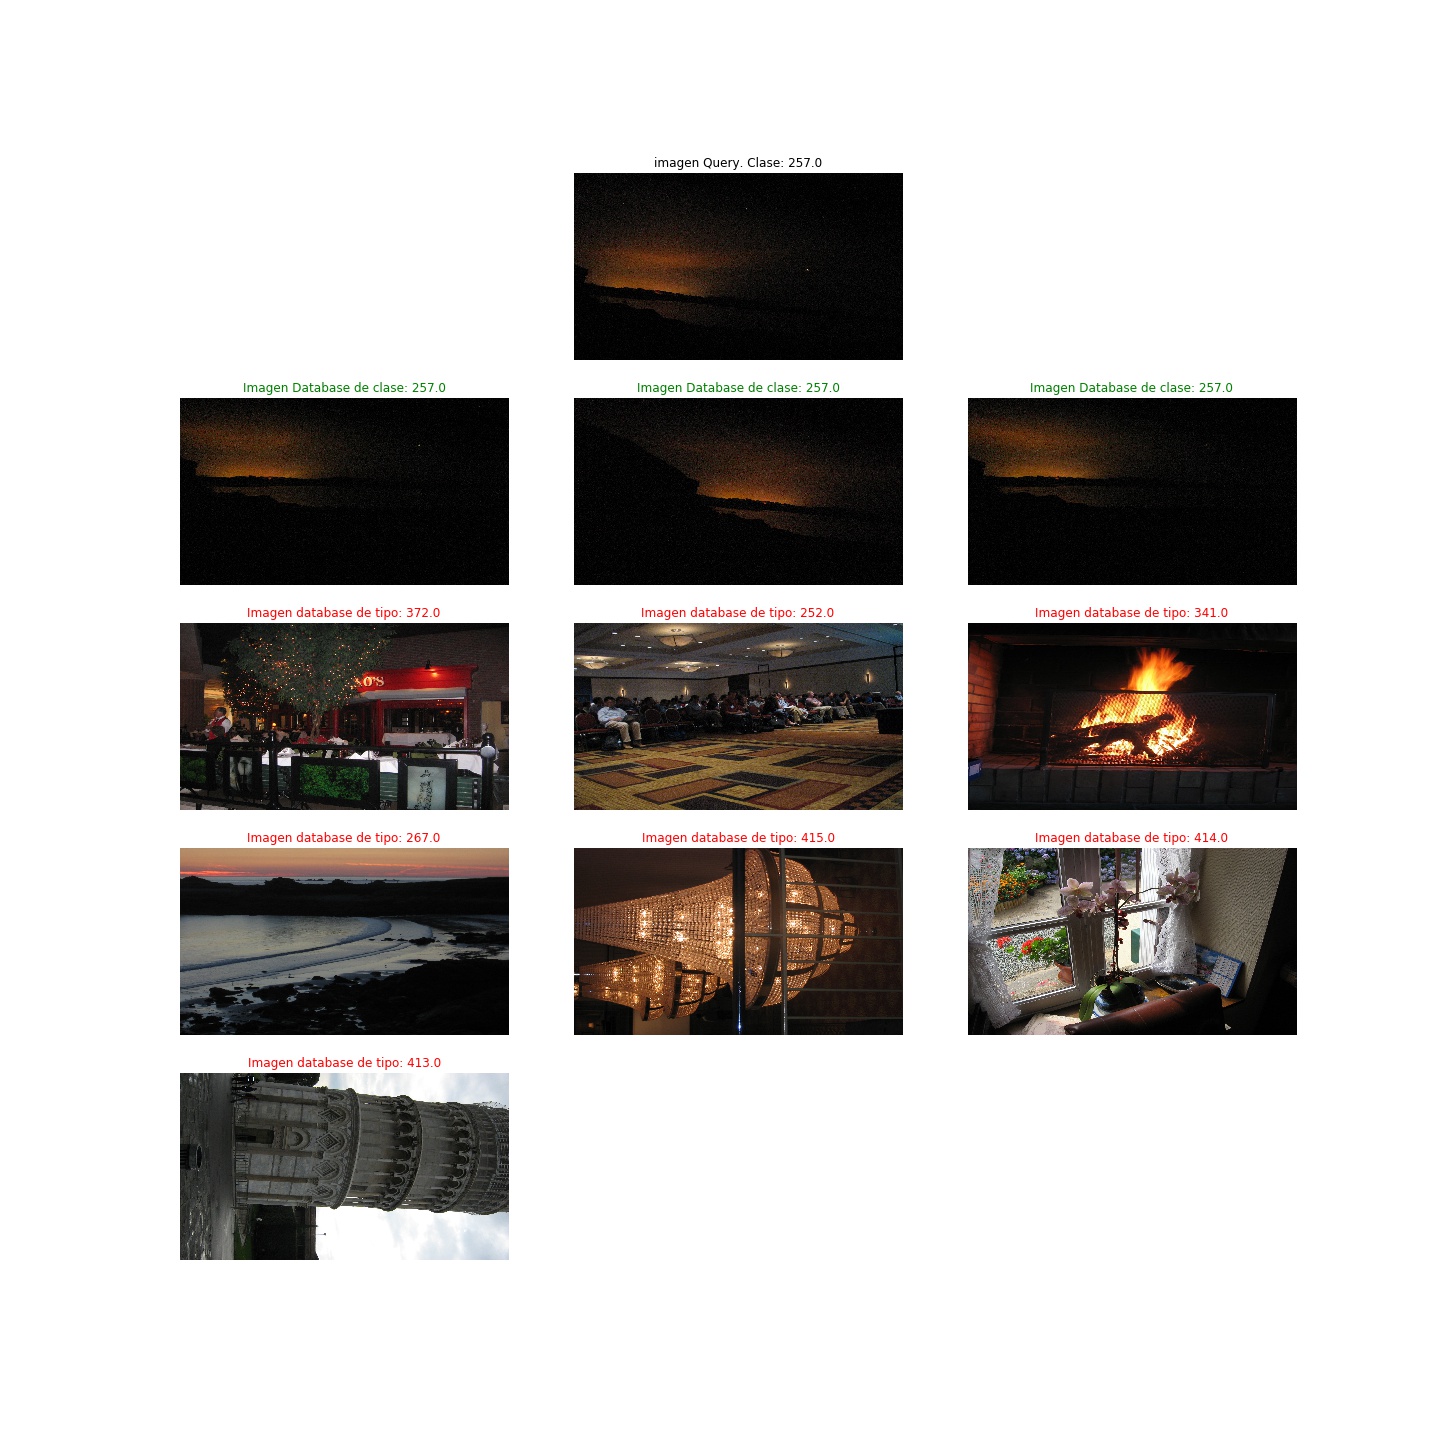 imagen Query. Clase: 257.0
Imagen Database de clase: 257.0
Imagen Database de clase: 257.0
Imagen Database de clase: 257.0
Imagen database de tipo: 372.0
Imagen database de tipo: 252.0
Imagen database de tipo: 341.0
Imagen database de tipo: 267.0
Imagen database de tipo: 415.0
Imagen database de tipo: 414.0
Imagen database de tipo: 413.0